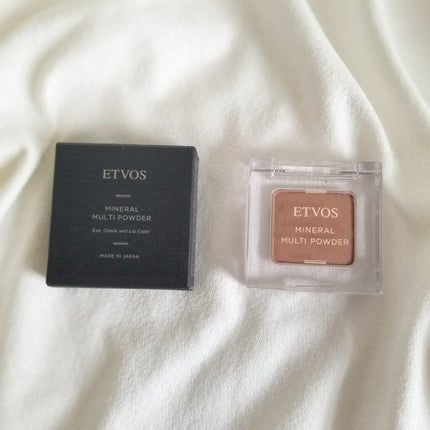 ETVOS
MINERAL
MULTI POWDER
Eye, Cheek and Lip Color
MADE IN JAPAN
ETVOS
MINERAL
MULTI POWDER